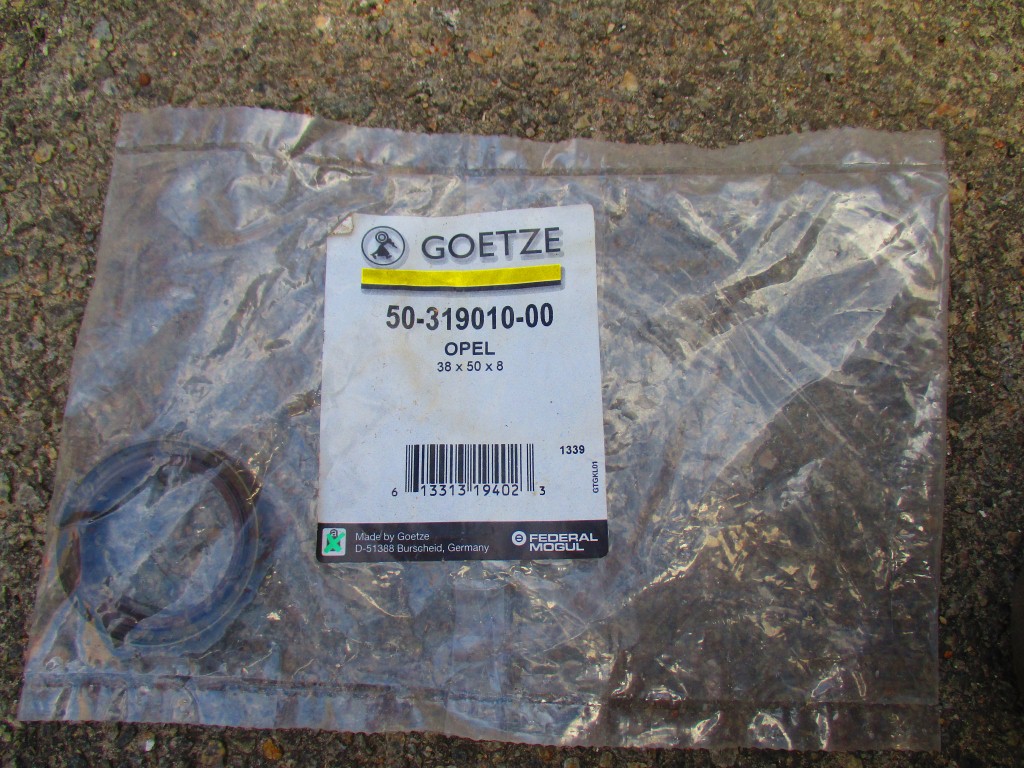 GOETZE
50-319010-00
OPEL
38 x 50 x 8
1339
6 13313 19402 3
GTGKL01
a
Made by Goetze
D-51388 Burscheid, Germany
FEDERAL
MOGUL